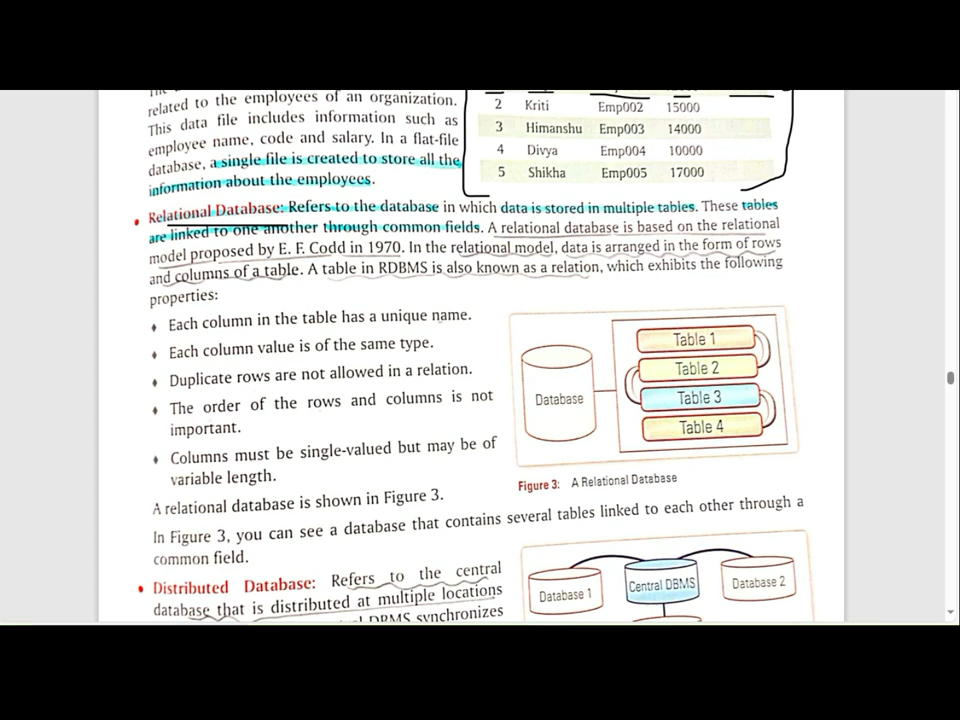 related to the employees of an organization.
This data file includes information such as
employee name, code and salary. In a flat-file
database, a single file is created to store all the
information about the employees.
2 Kriti Emp002 15000
3 Himanshu Emp003 14000
4 Divya Emp004 10000
5 Shikha Emp005 17000
• Relational Database: Refers to the database in which data is stored in multiple tables. These tables
are linked to one another through common fields. A relational database is based on the relational
model proposed by E. F. Codd in 1970. In the relational model, data is arranged in the form of rows
and columns of a table. A table in RDBMS is also known as a relation, which exhibits the following
properties:
♦ Each column in the table has a unique name.
♦ Each column value is of the same type.
♦ Duplicate rows are not allowed in a relation.
♦ The order of the rows and columns is not
important.
♦ Columns must be single-valued but may be of
variable length.
A relational database is shown in Figure 3.
Database
Table 1
Table 2
Table 3
Table 4
Figure 3: A Relational Database
In Figure 3, you can see a database that contains several tables linked to each other through a
common field.
• Distributed Database: Refers to the central
database that is distributed at multiple locations
DBMS synchronizes
Database 1
Central DBMS
Database 2